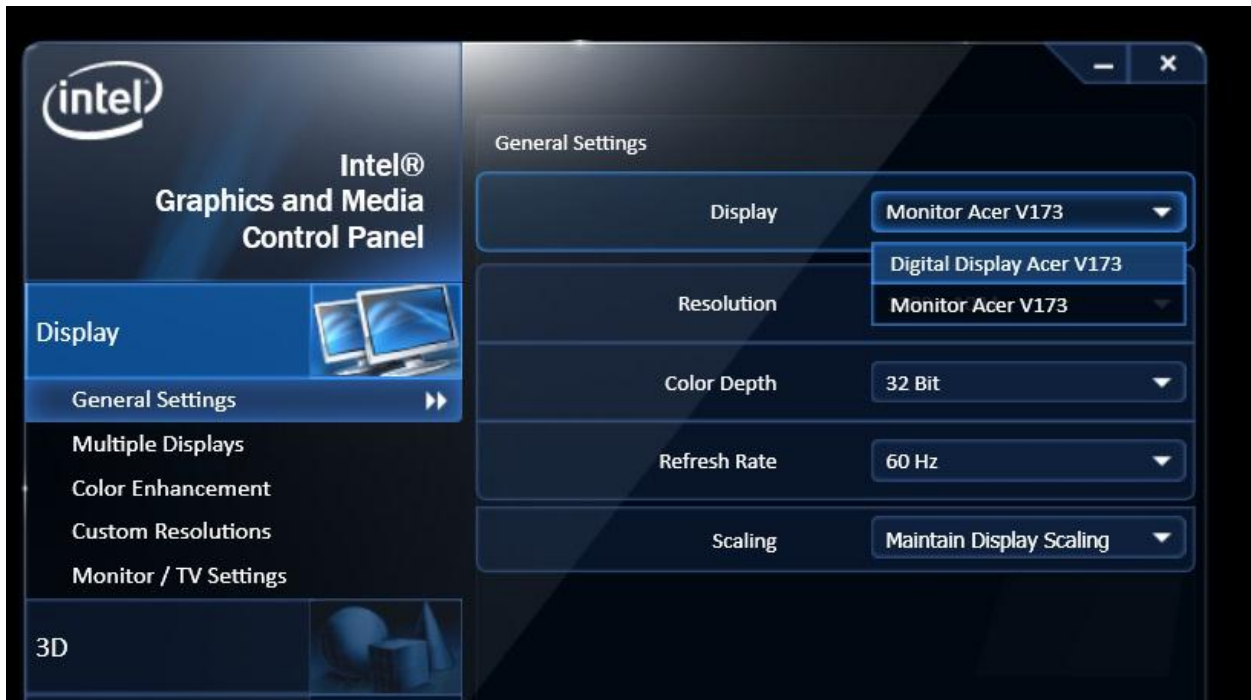 intel
Intel®
Graphics and Media
Control Panel
Display
General Settings
Multiple Displays
Color Enhancement
Custom Resolutions
Monitor / TV Settings
3D
General Settings
Display
Monitor Acer V173
Digital Display Acer V173
Resolution
Monitor Acer V173
Color Depth
32 Bit
Refresh Rate
60 Hz
Scaling
Maintain Display Scaling